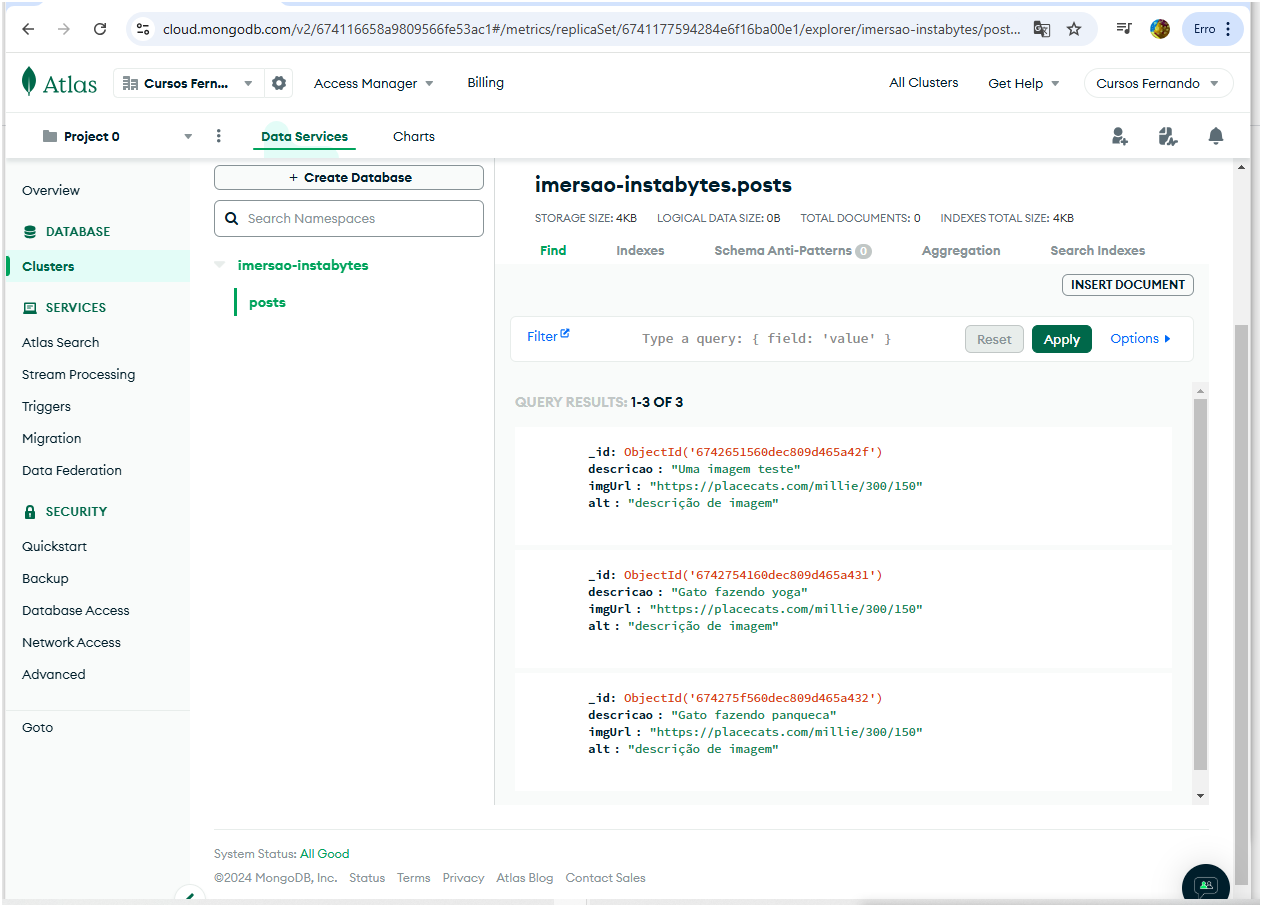 cloud.mongodb.com/v2/674116658a9809566fe53ac1#/metrics/replicaSet/6741177594284e6f16ba00e1/explorer/imersao-instabytes/post...
Erro
Atlas
Cursos Fern...
Access Manager
Billing
All Clusters
Get Help
Cursos Fernando
Project 0
Data Services
Charts
Overview
DATABASE
Clusters
SERVICES
Atlas Search
Stream Processing
Triggers
Migration
Data Federation
SECURITY
Quickstart
Backup
Database Access
Network Access
Advanced
Goto
+ Create Database
Search Namespaces
imersao-instabytes
posts
imersao-instabytes.posts
STORAGE SIZE: 4KB LOGICAL DATA SIZE: 0B TOTAL DOCUMENTS: 0 INDEXES TOTAL SIZE: 4KB
Find Indexes Schema Anti-Patterns 0 Aggregation Search Indexes
INSERT DOCUMENT
Filter Type a query: { field: 'value' } Reset Apply Options
QUERY RESULTS: 1-3 OF 3
_id: ObjectId('6742651560dec809d465a42f')
descricao : "Uma imagem teste"
imgUrl : "https://placecats.com/millie/300/150"
alt : "descrição de imagem"
_id: ObjectId('6742754160dec809d465a431')
descricao : "Gato fazendo yoga"
imgUrl : "https://placecats.com/millie/300/150"
alt : "descrição de imagem"
_id: ObjectId('674275f560dec809d465a432')
descricao : "Gato fazendo panqueca"
imgUrl : "https://placecats.com/millie/300/150"
alt : "descrição de imagem"
System Status: All Good
©2024 MongoDB, Inc. Status Terms Privacy Atlas Blog Contact Sales